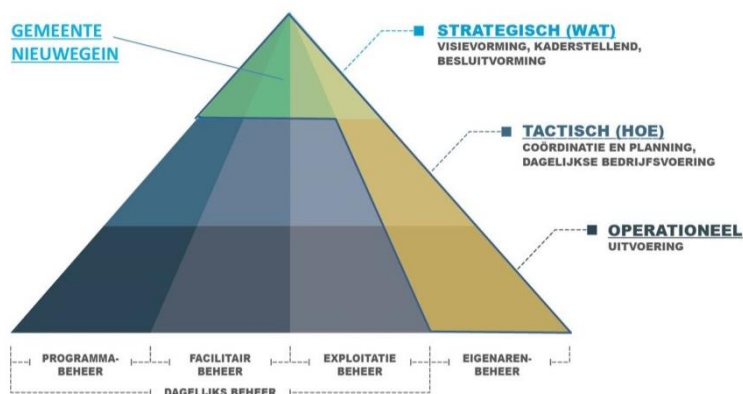 GEMEENTE
NIEUWEGEIN
STRATEGISCH (WAT)
VISIEVORMING, KADERSTELLEND,
BESLUITVORMING
TACTISCH (HOE)
COÖRDINATIE EN PLANNING,
DAGELIJKSE BEDRIJFSVOERING
OPERATIONEEL
UITVOERING
PROGRAMMA-
BEHEER
FACILITAIR
BEHEER
EXPLOITATIE
BEHEER
EIGENAREN-
BEHEER
DAGELIJKS BEHEER